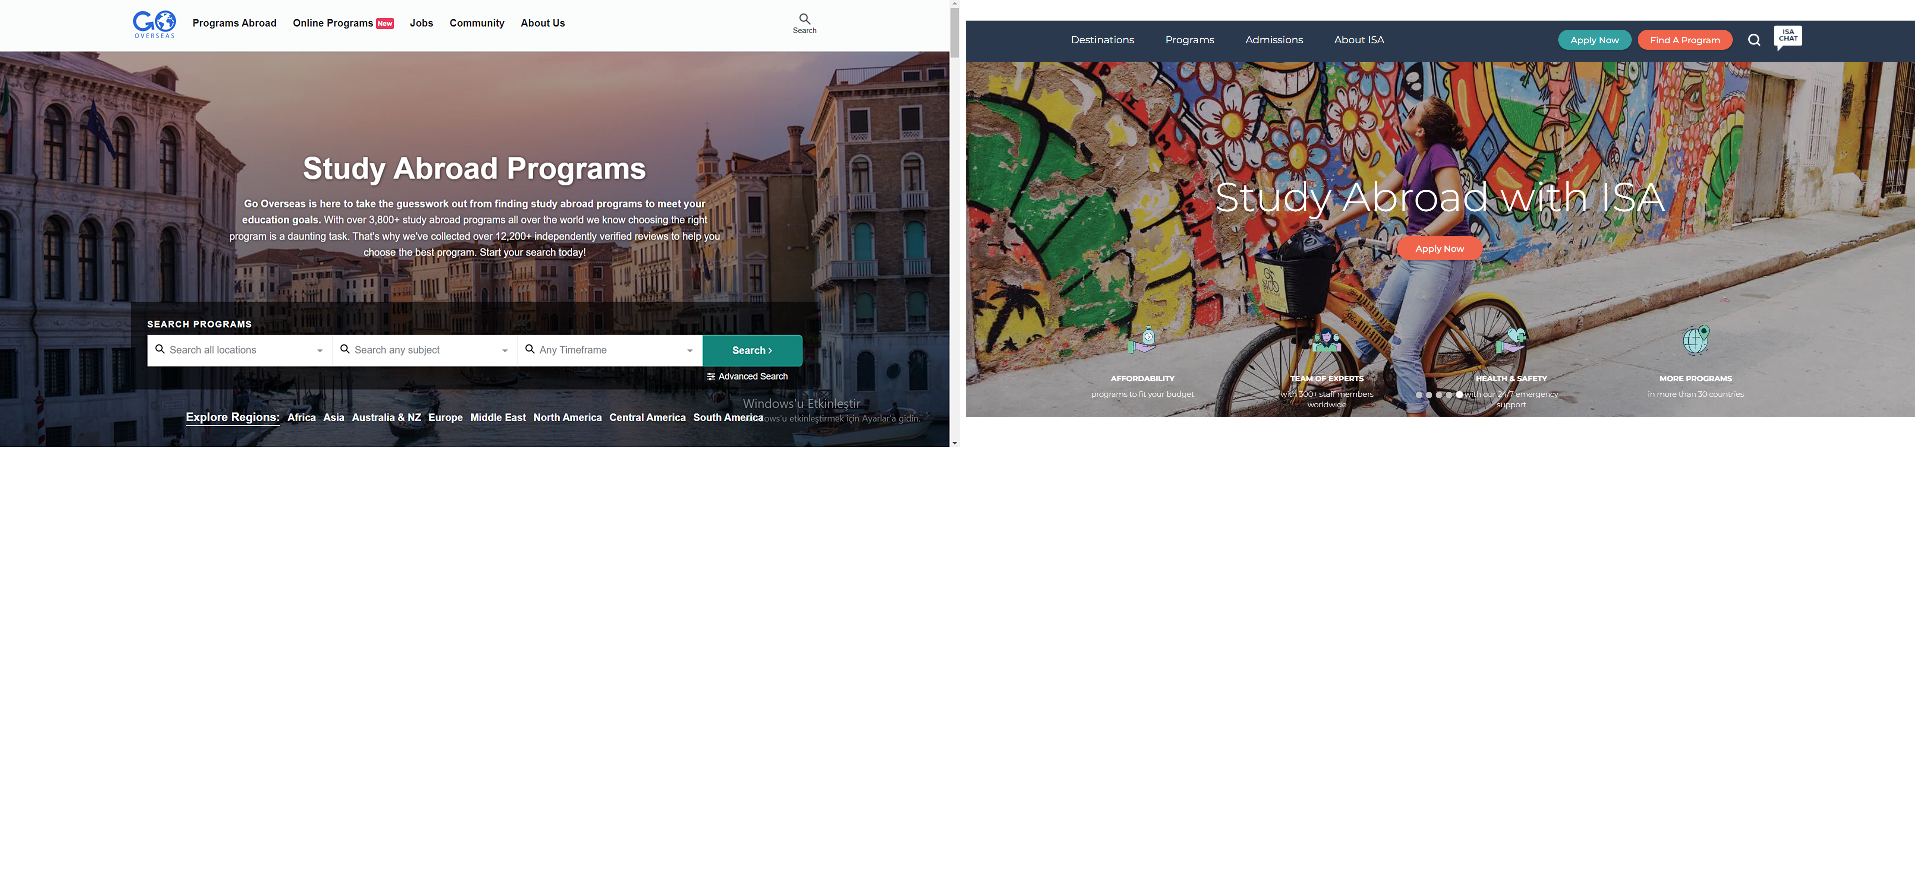 GO
OVERSEAS
Programs Abroad
Online Programs New
Jobs
Community
About Us
Search
Study Abroad Programs
Go Overseas is here to take the guesswork out from finding study abroad programs to meet your
education goals. With over 3,800+ study abroad programs all over the world we know choosing the right
program is a daunting task. That's why we've collected over 12,200+ independently verified reviews to help you
choose the best program. Start your search today!
SEARCH PROGRAMS
Search all locations
Search any subject
Any Timeframe
Search ›
Advanced Search
Windows'u Etkinleştir
Explore Regions: Africa Asia Australia & NZ Europe Middle East North America Central America South America
etkinleştirmek için Ayarlar'a gidin.
Destinations
Programs
Admissions
About ISA
Apply Now
Find A Program
ISA
CHAT
Study Abroad with ISA
Apply Now
AFFORDABILITY
programs to fit your budget
TEAM OF EXPERTS
with 300+ staff members
worldwide
HEALTH & SAFETY
with our 24/7 emergency
support
MORE PROGRAMS
in more than 30 countries